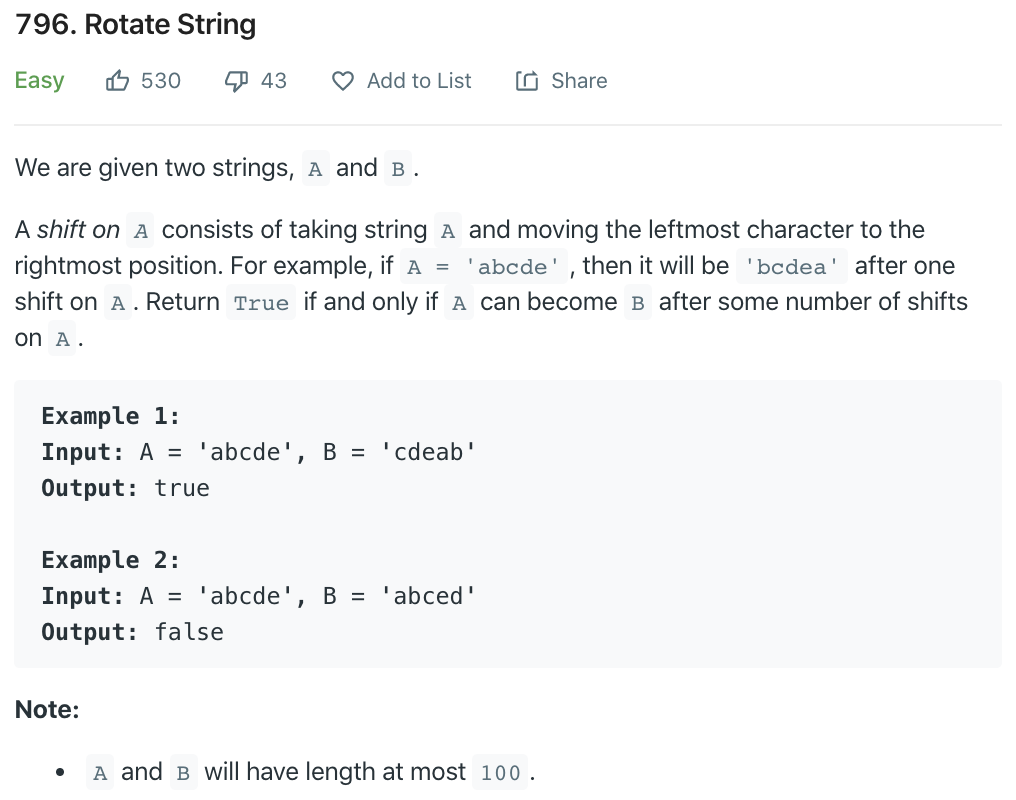 796. Rotate String
Easy 530 43 Add to List Share
We are given two strings, A and B .
A shift on A consists of taking string A and moving the leftmost character to the
rightmost position. For example, if A = 'abcde' , then it will be 'bcdea' after one
shift on A . Return True if and only if A can become B after some number of shifts
on A .
Example 1:
Input: A = 'abcde', B = 'cdeab'
Output: true
Example 2:
Input: A = 'abcde', B = 'abced'
Output: false
Note:
• A and B will have length at most 100 .